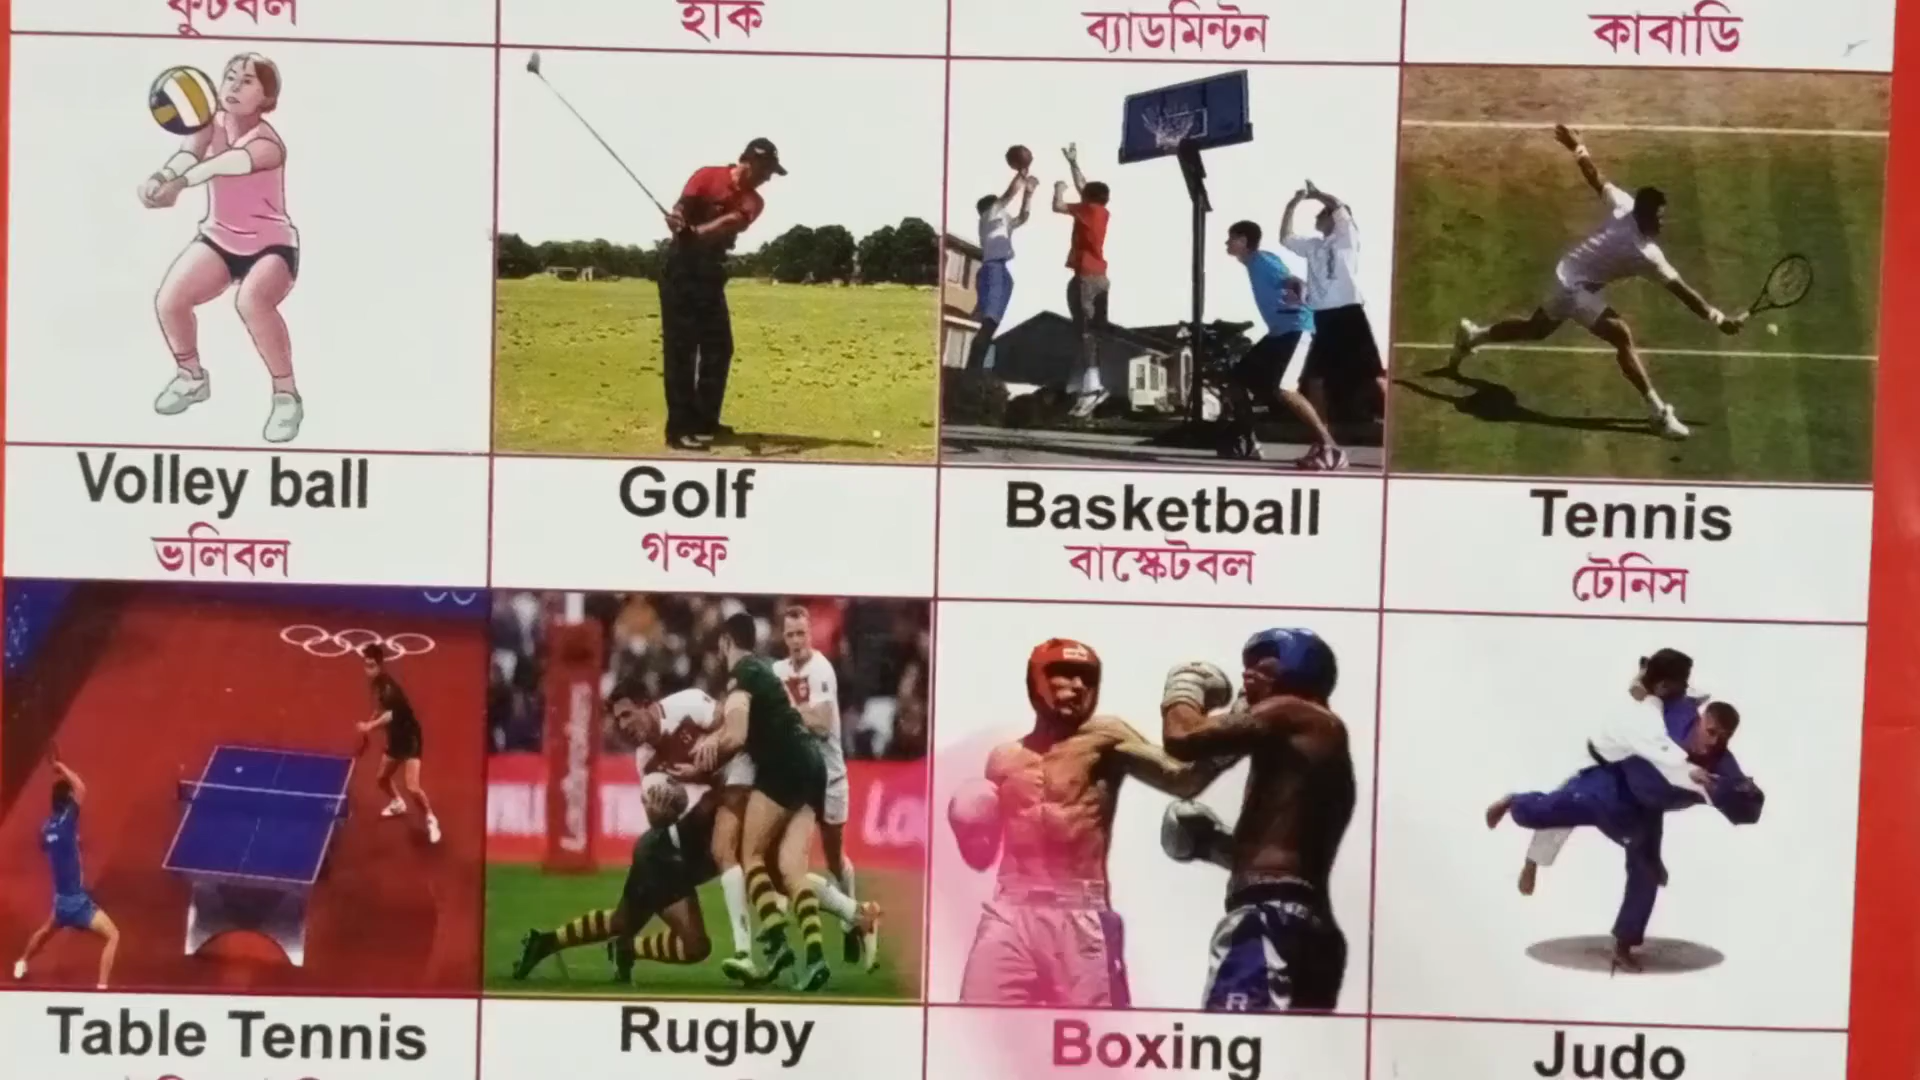 ফুটবল
হকি
ব্যাডমিন্টন
কাবাডি
Volley ball
ভলিবল
Golf
গল্ফ
Basketball
বাস্কেটবল
Tennis
টেনিস
Table Tennis
Rugby
Boxing
Judo